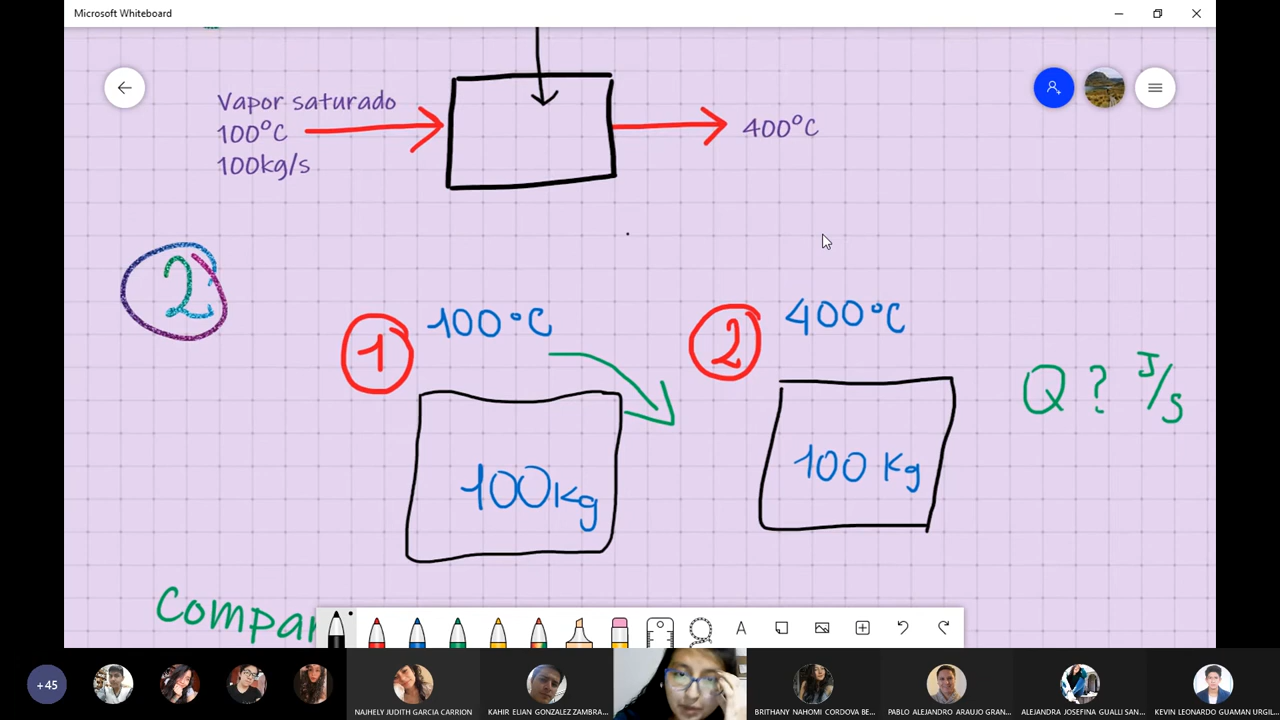 Microsoft Whiteboard
Vapor saturado
100°C
100kg/s
400°C
2
1
100°C
2
400°C
Q ? J/s
100kg
100 Kg
Compar
+45
NAJHELY JUDITH GARCIA CARRION
KAHIR ELIAN GONZALEZ ZAMBRA...
BRITHANY NAHOMI CORDOVA BE...
PABLO ALEJANDRO ARAUJO GRAN...
ALEJANDRA JOSEFINA GUALLI SAN...
KEVIN LEONARDO GUAMAN URGIL...